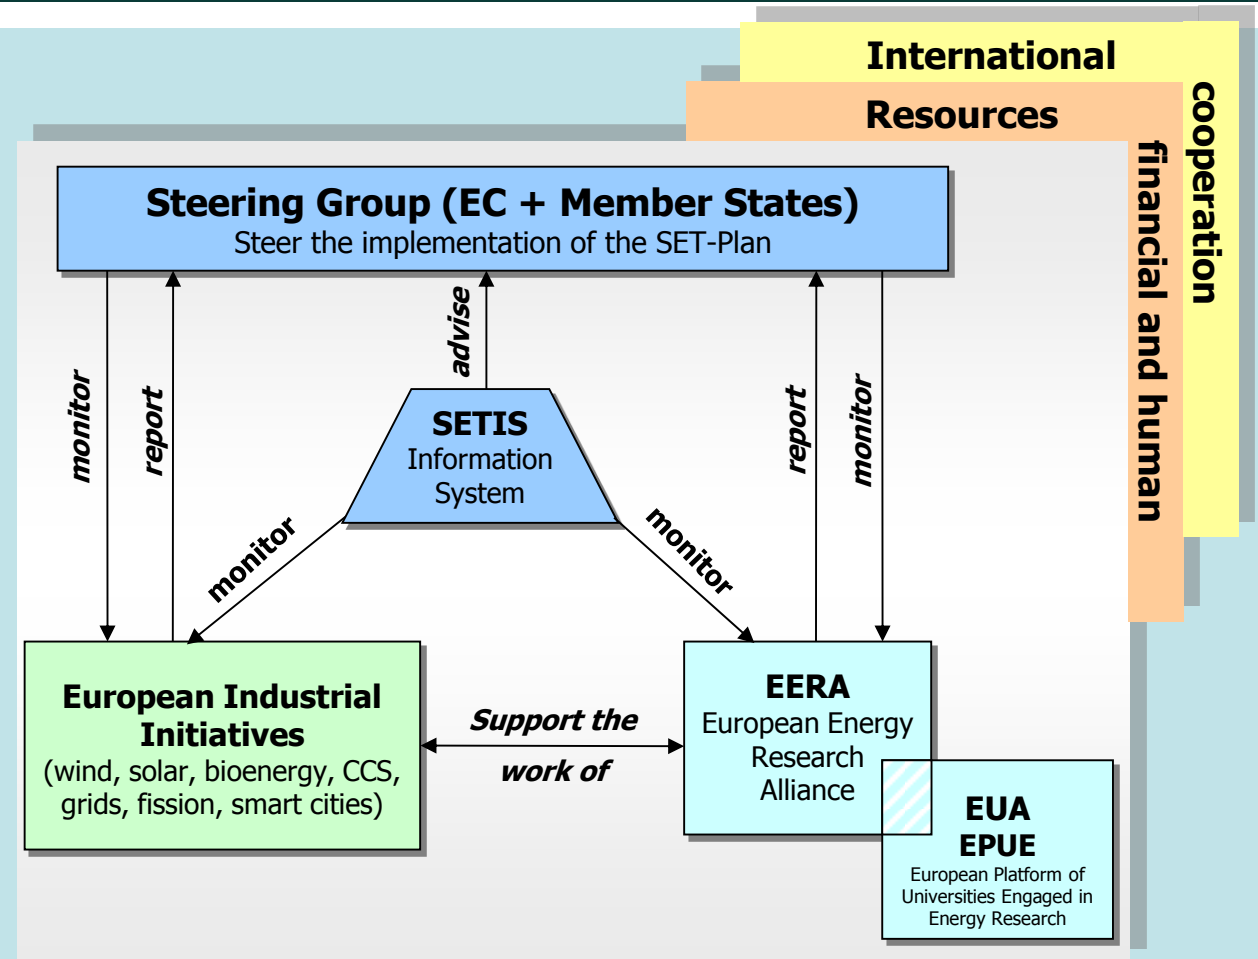 International
cooperation
Resources
financial and human
Steering Group (EC + Member States)
Steer the implementation of the SET-Plan
monitor
report
advise
report
monitor
SETIS
Information
System
monitor
monitor
European Industrial
Initiatives
(wind, solar, bioenergy, CCS,
grids, fission, smart cities)
Support the
work of
EERA
European Energy
Research
Alliance
EUA
EPUE
European Platform of
Universities Engaged in
Energy Research